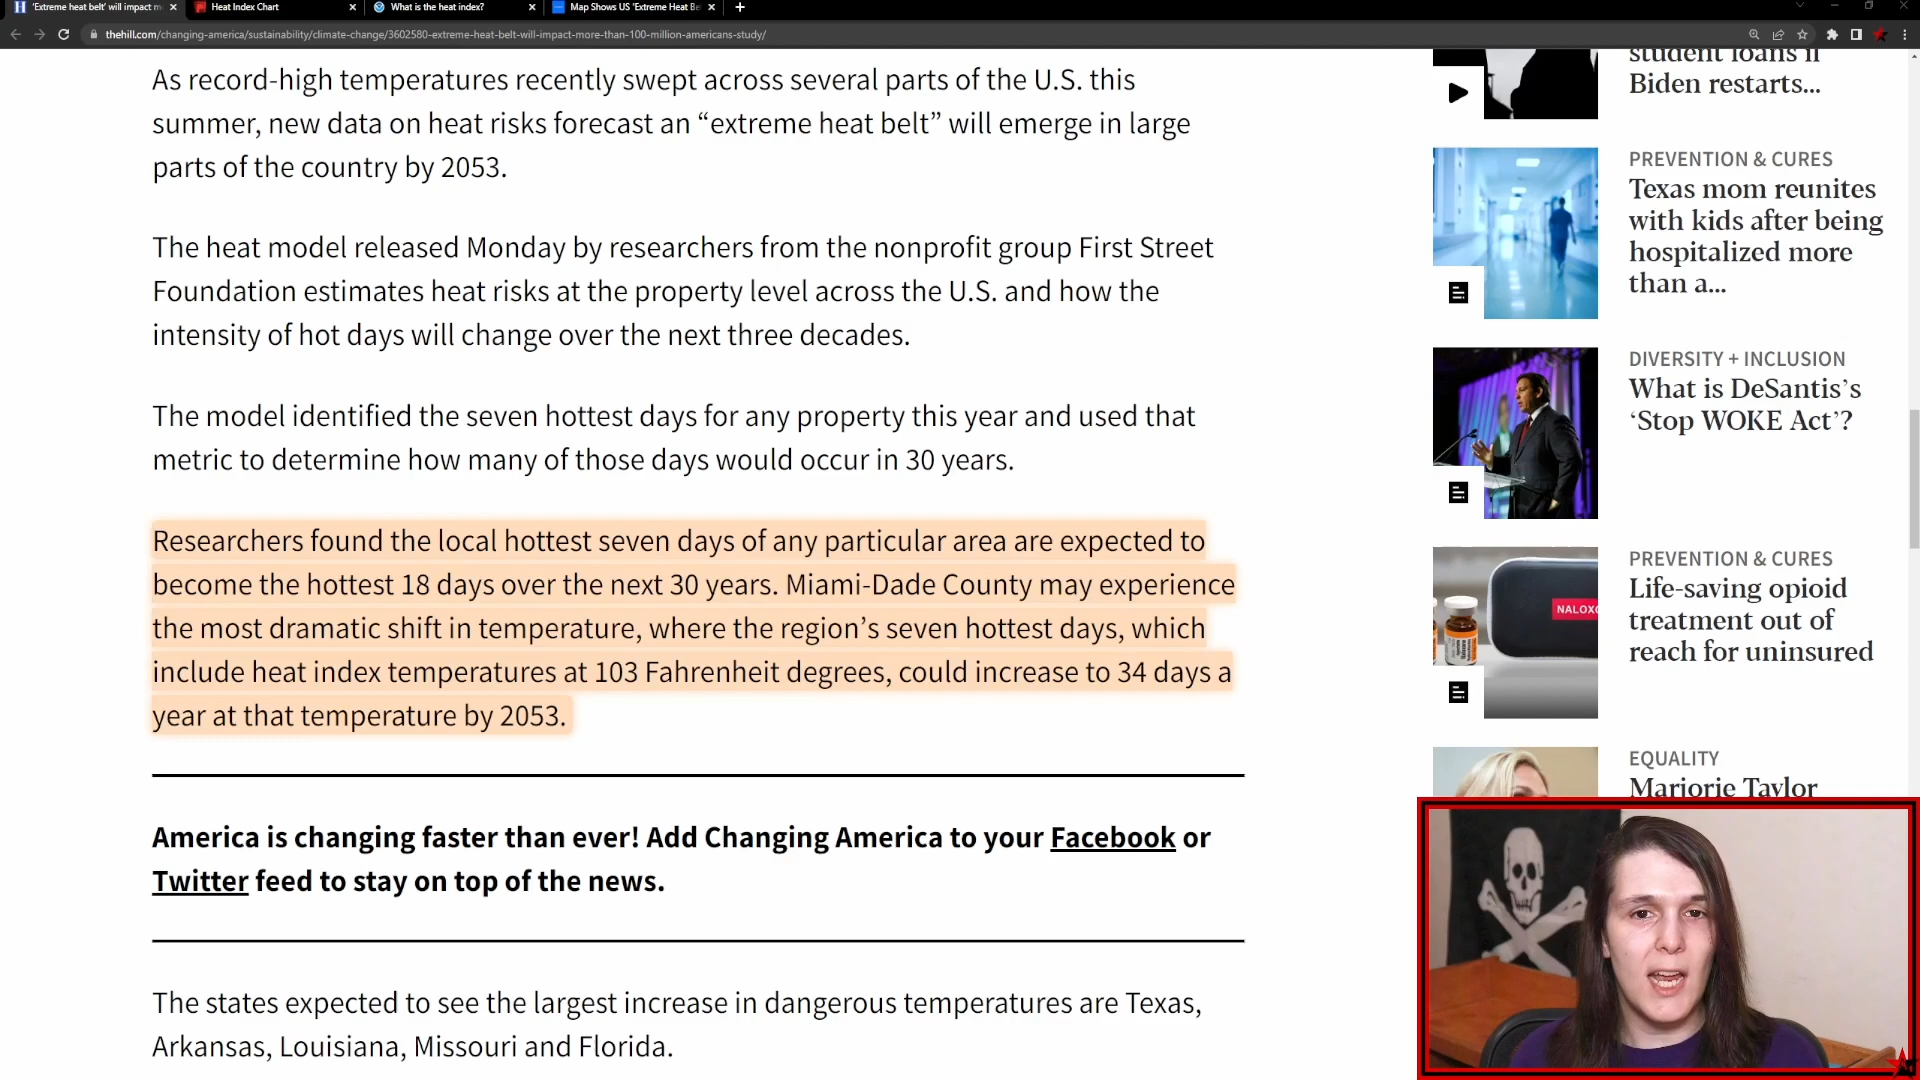 'Extreme heat belt' will impact m
Heat Index Chart
What is the heat index?
Map Shows US 'Extreme Heat Be
thehill.com/changing-america/sustainability/climate-change/3602580-extreme-heat-belt-will-impact-more-than-100-million-americans-study/
As record-high temperatures recently swept across several parts of the U.S. this
summer, new data on heat risks forecast an “extreme heat belt” will emerge in large
parts of the country by 2053.
The heat model released Monday by researchers from the nonprofit group First Street
Foundation estimates heat risks at the property level across the U.S. and how the
intensity of hot days will change over the next three decades.
The model identified the seven hottest days for any property this year and used that
metric to determine how many of those days would occur in 30 years.
Researchers found the local hottest seven days of any particular area are expected to
become the hottest 18 days over the next 30 years. Miami-Dade County may experience
the most dramatic shift in temperature, where the region’s seven hottest days, which
include heat index temperatures at 103 Fahrenheit degrees, could increase to 34 days a
year at that temperature by 2053.
America is changing faster than ever! Add Changing America to your Facebook or
Twitter feed to stay on top of the news.
The states expected to see the largest increase in dangerous temperatures are Texas,
Arkansas, Louisiana, Missouri and Florida.
student loans if
Biden restarts...
PREVENTION & CURES
Texas mom reunites
with kids after being
hospitalized more
than a...
DIVERSITY + INCLUSION
What is DeSantis’s
‘Stop WOKE Act’?
PREVENTION & CURES
Life-saving opioid
treatment out of
reach for uninsured
NALOXO
EQUALITY
Marjorie Taylor